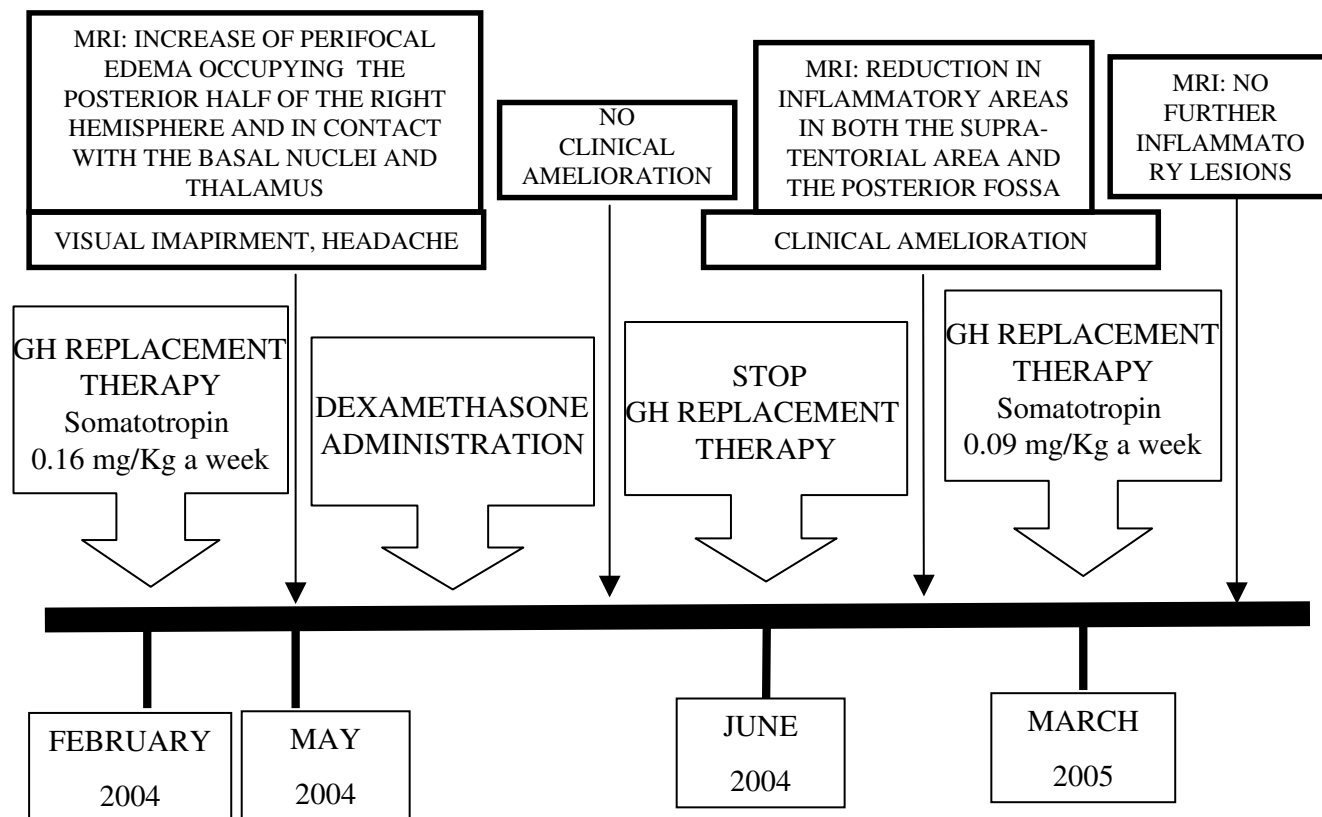 MRI: INCREASE OF PERIFOCAL
EDEMA OCCUPYING THE
POSTERIOR HALF OF THE RIGHT
HEMISPHERE AND IN CONTACT
WITH THE BASAL NUCLEI AND
THALAMUS
VISUAL IMAPIRMENT, HEADACHE
NO
CLINICAL
AMELIORATION
MRI: REDUCTION IN
INFLAMMATORY AREAS
IN BOTH THE SUPRA-
TENTORIAL AREA AND
THE POSTERIOR FOSSA
CLINICAL AMELIORATION
MRI: NO
FURTHER
INFLAMMATO
RY LESIONS
GH REPLACEMENT
THERAPY
Somatotropin
0.16 mg/Kg a week
DEXAMETHASONE
ADMINISTRATION
STOP
GH REPLACEMENT
THERAPY
GH REPLACEMENT
THERAPY
Somatotropin
0.09 mg/Kg a week
FEBRUARY
2004
MAY
2004
JUNE
2004
MARCH
2005